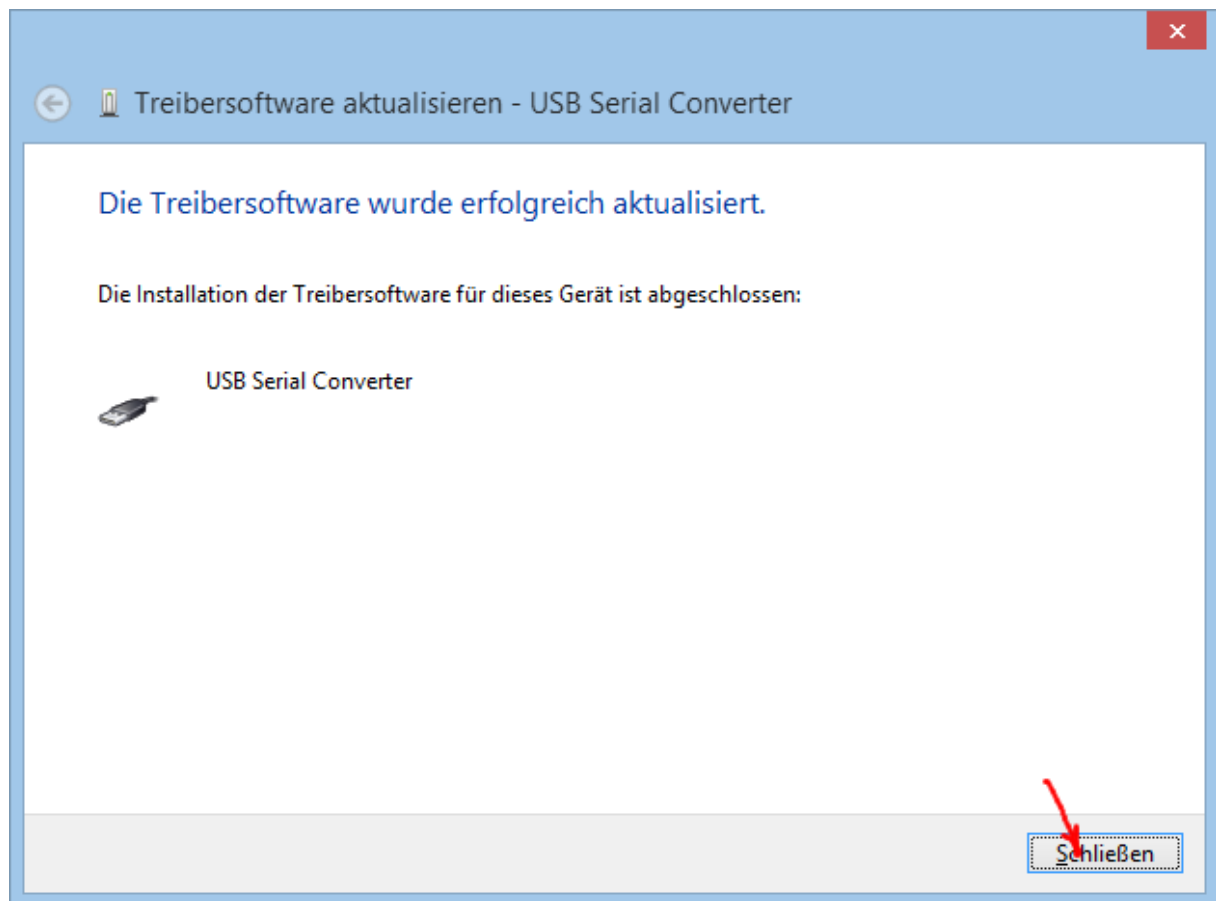 Treibersoftware aktualisieren - USB Serial Converter
Die Treibersoftware wurde erfolgreich aktualisiert.
Die Installation der Treibersoftware für dieses Gerät ist abgeschlossen:
USB Serial Converter
Schließen